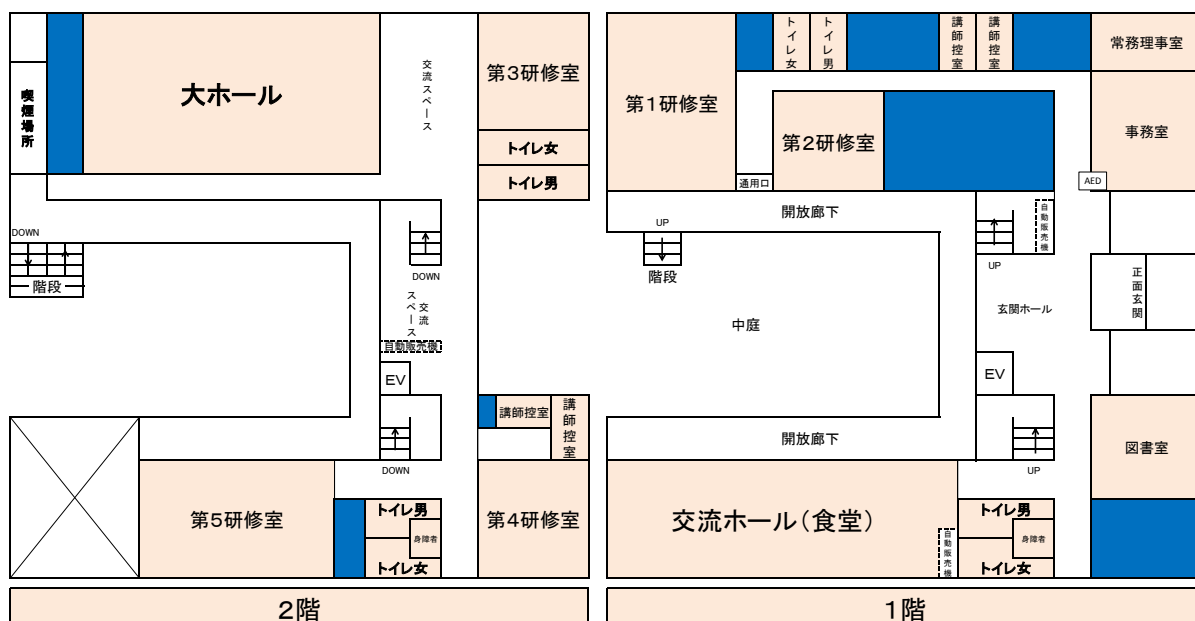 大ホール
喫煙場所
交流スペース
第3研修室
トイレ女
トイレ男
DOWN
階段
DOWN
交流
スペース
自動販売機
EV
講師控室
講師控室
DOWN
第5研修室
トイレ男
身障者
トイレ女
第4研修室
2階
第1研修室
トイレ女
トイレ男
講師控室
講師控室
常務理事室
第2研修室
事務室
通用口
AED
開放廊下
自動販売機
UP
階段
UP
中庭
玄関ホール
正面玄関
EV
開放廊下
UP
図書室
交流ホール(食堂)
自動販売機
トイレ男
身障者
トイレ女
1階